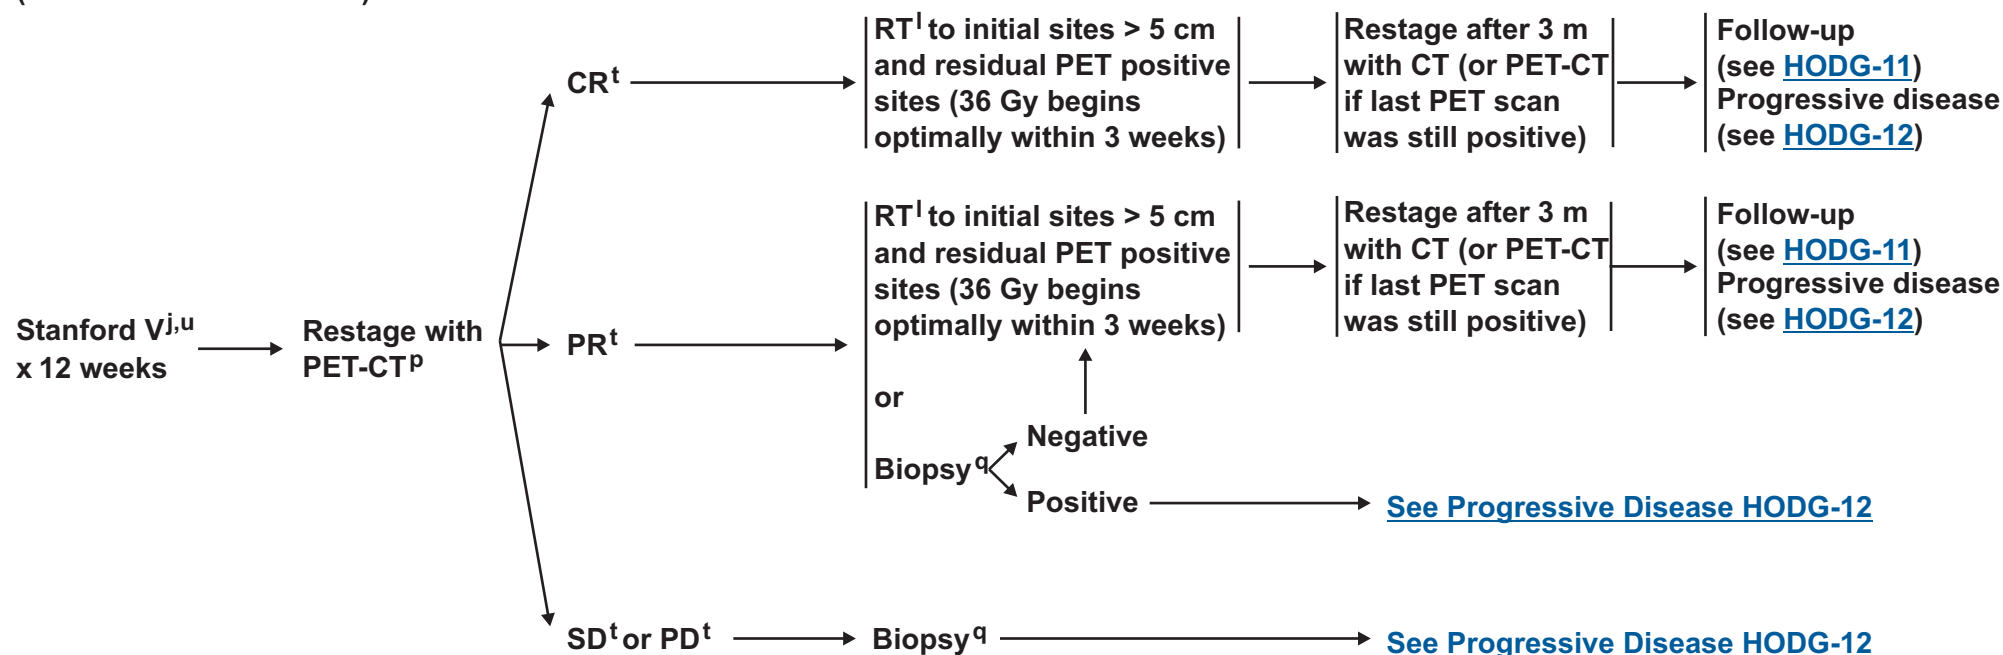 CRᵗ
RTˡ to initial sites > 5 cm
and residual PET positive
sites (36 Gy begins
optimally within 3 weeks)
Restage after 3 m
with CT (or PET-CT
if last PET scan
was still positive)
Follow-up
(see HODG-11)
Progressive disease
(see HODG-12)
Stanford Vʲ,ᵘ
x 12 weeks
Restage with
PET-CTᵖ
PRᵗ
RTˡ to initial sites > 5 cm
and residual PET positive
sites (36 Gy begins
optimally within 3 weeks)
or
Biopsy q
Negative
Positive
Restage after 3 m
with CT (or PET-CT
if last PET scan
was still positive)
Follow-up
(see HODG-11)
Progressive disease
(see HODG-12)
See Progressive Disease HODG-12
SDᵗ or PDᵗ
Biopsy q
See Progressive Disease HODG-12